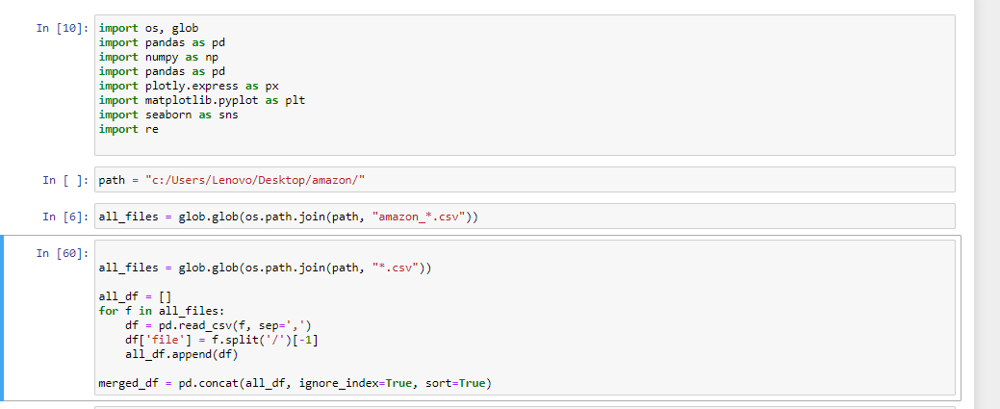 In [10]: import os, glob
import pandas as pd
import numpy as np
import pandas as pd
import plotly.express as px
import matplotlib.pyplot as plt
import seaborn as sns
import re
In [ ]: path = "c:/Users/Lenovo/Desktop/amazon/"
In [6]: all_files = glob.glob(os.path.join(path, "amazon_*.csv"))
In [60]:
all_files = glob.glob(os.path.join(path, "*.csv"))
all_df = []
for f in all_files:
    df = pd.read_csv(f, sep=',')
    df['file'] = f.split('/')[-1]
    all_df.append(df)
merged_df = pd.concat(all_df, ignore_index=True, sort=True)